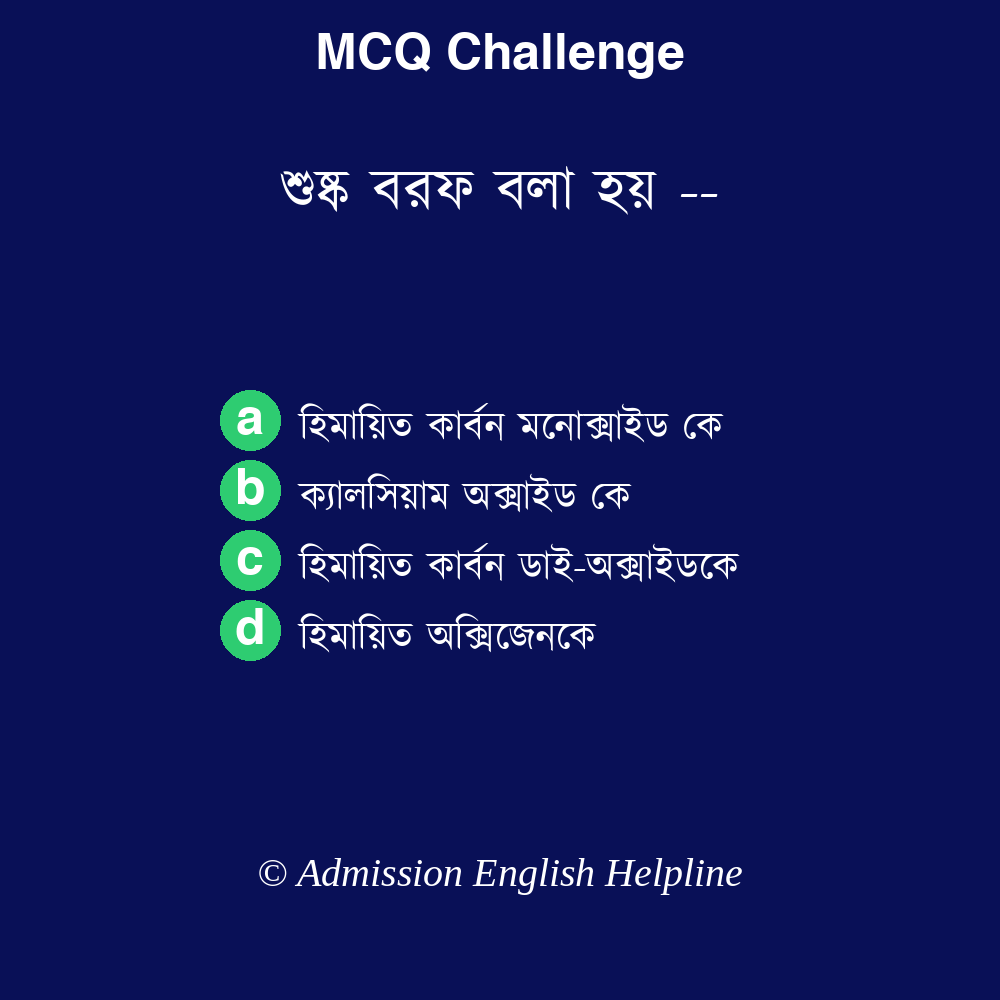 MCQ Challenge
শুষ্ক বরফ বলা হয় --
a হিমায়িত কার্বন মনোক্সাইড কে
b ক্যালসিয়াম অক্সাইড কে
c হিমায়িত কার্বন ডাই-অক্সাইডকে
d হিমায়িত অক্সিজেনকে
© Admission English Helpline